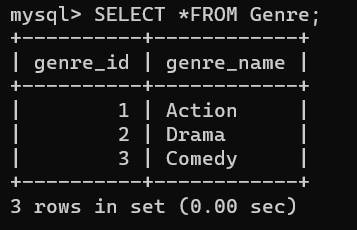 mysql> SELECT *FROM Genre;
+----------+------------+
| genre_id | genre_name |
+----------+------------+
|        1 | Action     |
|        2 | Drama      |
|        3 | Comedy     |
+----------+------------+
3 rows in set (0.00 sec)